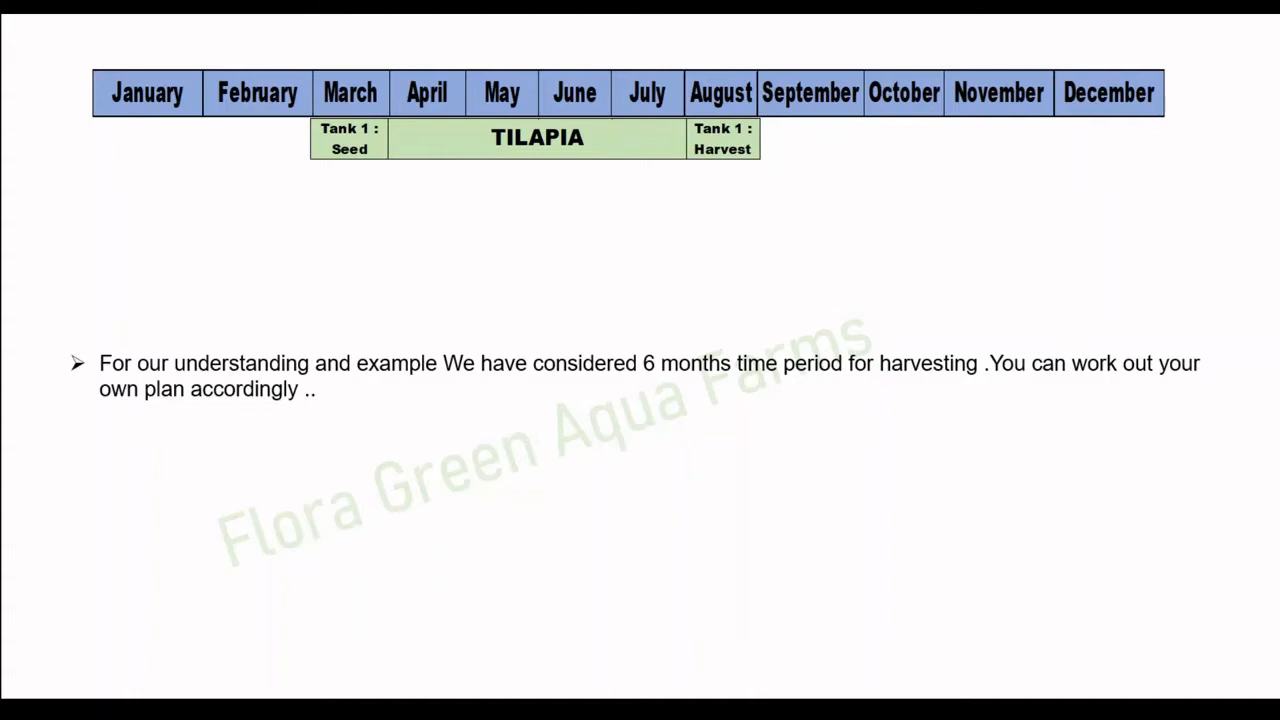 January February March April May June July August September October November December
Tank 1 : TILAPIA Tank 1 :
Seed Harvest
➢ For our understanding and example We have considered 6 months time period for harvesting .You can work out your
own plan accordingly ..
Flora Green Aqua Farms